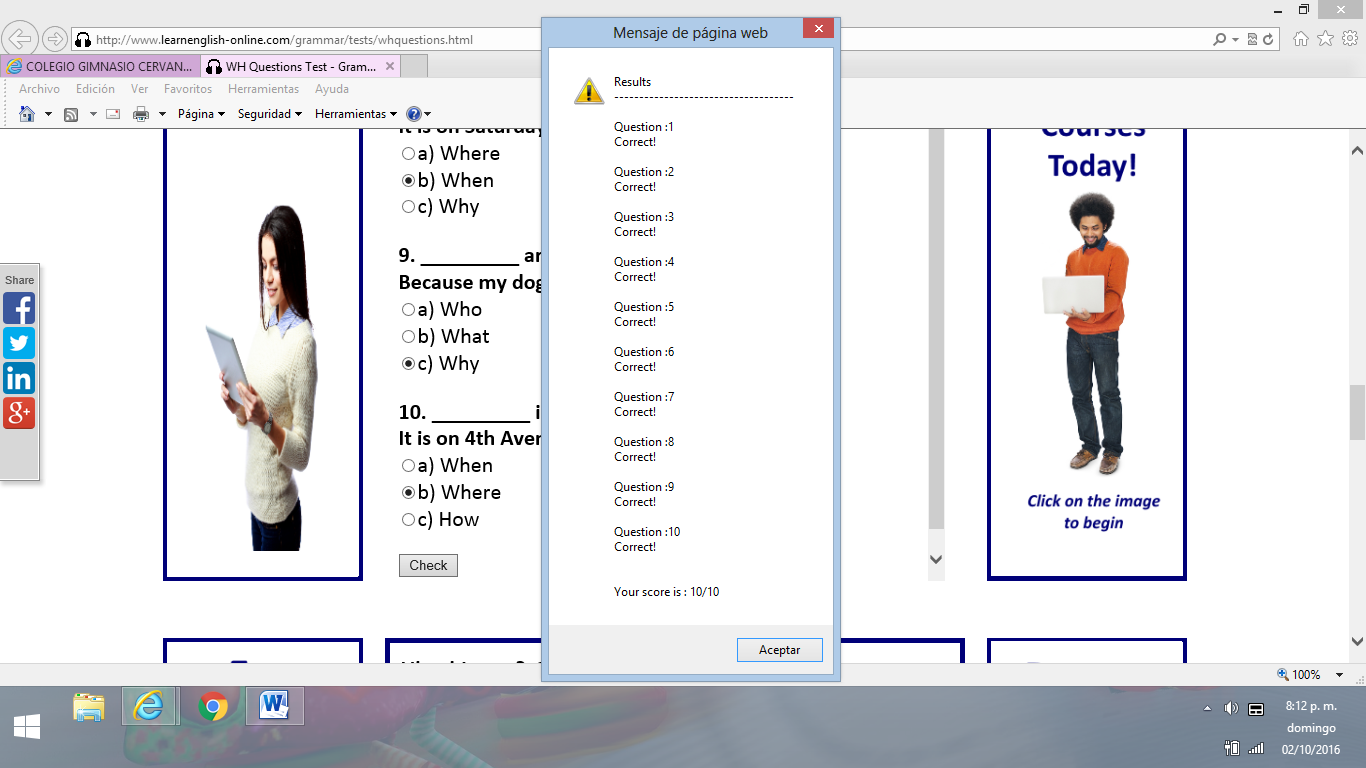 Mensaje de página web
http://www.learnenglish-online.com/grammar/tests/whquestions.html
COLEGIO GIMNASIO CERVAN...
WH Questions Test - Gram...
Archivo Edición Ver Favoritos Herramientas Ayuda
Página Seguridad Herramientas
It is on Saturday
a) Where
b) When
c) Why
9. _________ ar
Because my dog
a) Who
b) What
c) Why
10. _________ i
It is on 4th Aven
a) When
b) Where
c) How
Check
Share
Results
------------------------------------
Question :1
Correct!
Question :2
Correct!
Question :3
Correct!
Question :4
Correct!
Question :5
Correct!
Question :6
Correct!
Question :7
Correct!
Question :8
Correct!
Question :9
Correct!
Question :10
Correct!
Your score is : 10/10
Aceptar
Courses
Today!
Click on the image
to begin
100%
8:12 p. m.
domingo
02/10/2016